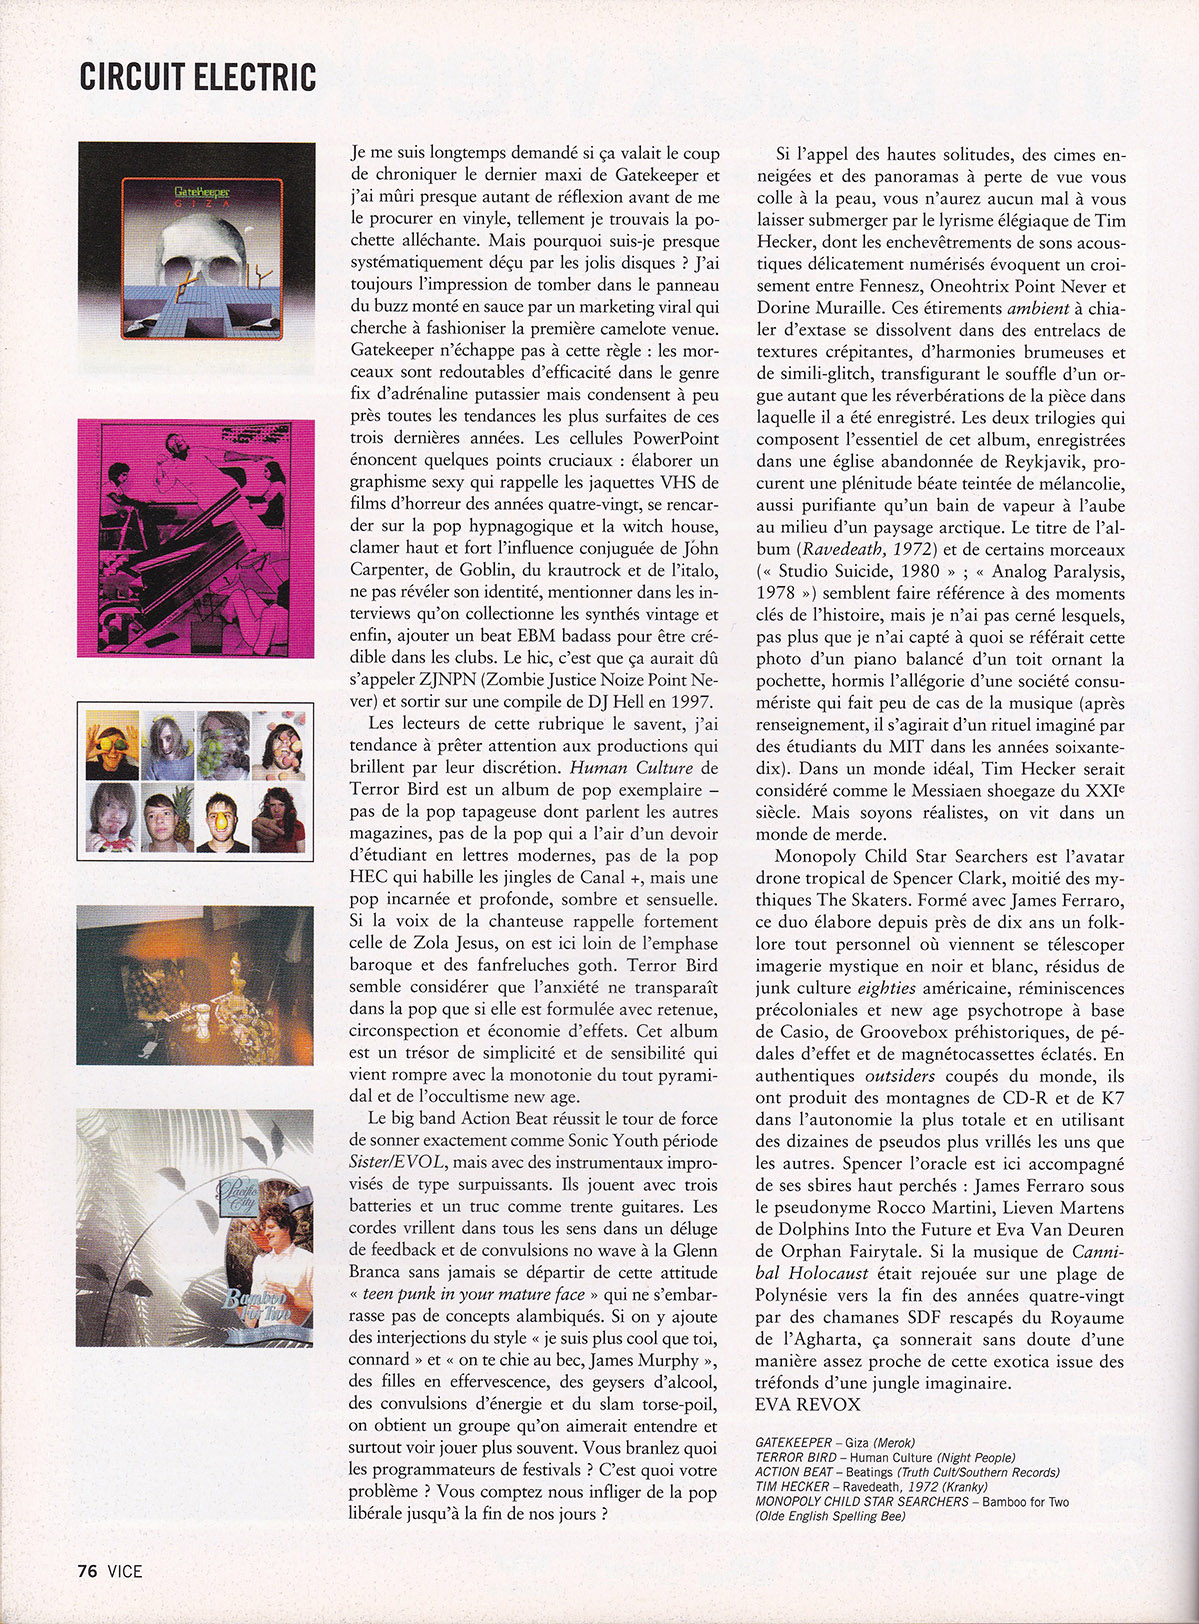 CIRCUIT ELECTRIC
GateKeeper
GIZA
Pacific
City
Bamboo
for Two
Je me suis longtemps demandé si ça valait le coup
de chroniquer le dernier maxi de Gatekeeper et
j’ai mûri presque autant de réflexion avant de me
le procurer en vinyle, tellement je trouvais la po-
chette alléchante. Mais pourquoi suis-je presque
systématiquement déçu par les jolis disques ? J’ai
toujours l’impression de tomber dans le panneau
du buzz monté en sauce par un marketing viral qui
cherche à fashioniser la première camelote venue.
Gatekeeper n’échappe pas à cette règle : les mor-
ceaux sont redoutables d’efficacité dans le genre
fix d’adrénaline putassier mais condensent à peu
près toutes les tendances les plus surfaites de ces
trois dernières années. Les cellules PowerPoint
énoncent quelques points cruciaux : élaborer un
graphisme sexy qui rappelle les jaquettes VHS de
films d’horreur des années quatre-vingt, se rencar-
der sur la pop hypnagogique et la witch house,
clamer haut et fort l’influence conjuguée de John
Carpenter, de Goblin, du krautrock et de l’italo,
ne pas révéler son identité, mentionner dans les in-
terviews qu’on collectionne les synthés vintage et
enfin, ajouter un beat EBM badass pour être cré-
dible dans les clubs. Le hic, c’est que ça aurait dû
s’appeler ZJNPN (Zombie Justice Noize Point Ne-
ver) et sortir sur une compile de DJ Hell en 1997.
Les lecteurs de cette rubrique le savent, j’ai
tendance à prêter attention aux productions qui
brillent par leur discrétion. Human Culture de
Terror Bird est un album de pop exemplaire –
pas de la pop tapageuse dont parlent les autres
magazines, pas de la pop qui a l’air d’un devoir
d’étudiant en lettres modernes, pas de la pop
HEC qui habille les jingles de Canal +, mais une
pop incarnée et profonde, sombre et sensuelle.
Si la voix de la chanteuse rappelle fortement
celle de Zola Jesus, on est ici loin de l’emphase
baroque et des fanfreluches goth. Terror Bird
semble considérer que l’anxiété ne transparaît
dans la pop que si elle est formulée avec retenue,
circonspection et économie d’effets. Cet album
est un trésor de simplicité et de sensibilité qui
vient rompre avec la monotonie du tout pyrami-
dal et de l’occultisme new age.
Le big band Action Beat réussit le tour de force
de sonner exactement comme Sonic Youth période
Sister/EVOL, mais avec des instrumentaux impro-
visés de type surpuissants. Ils jouent avec trois
batteries et un truc comme trente guitares. Les
cordes vrillent dans tous les sens dans un déluge
de feedback et de convulsions no wave à la Glenn
Branca sans jamais se départir de cette attitude
« teen punk in your mature face » qui ne s’embar-
rasse pas de concepts alambiqués. Si on y ajoute
des interjections du style « je suis plus cool que toi,
connard » et « on te chie au bec, James Murphy »,
des filles en effervescence, des geysers d’alcool,
des convulsions d’énergie et du slam torse-poil,
on obtient un groupe qu’on aimerait entendre et
surtout voir jouer plus souvent. Vous branlez quoi
les programmateurs de festivals ? C’est quoi votre
problème ? Vous comptez nous infliger de la pop
libérale jusqu’à la fin de nos jours ?
Si l’appel des hautes solitudes, des cimes en-
neigées et des panoramas à perte de vue vous
colle à la peau, vous n’aurez aucun mal à vous
laisser submerger par le lyrisme élégiaque de Tim
Hecker, dont les enchevêtrements de sons acous-
tiques délicatement numérisés évoquent un croi-
sement entre Fennesz, Oneohtrix Point Never et
Dorine Muraille. Ces étirements ambient à chia-
ler d’extase se dissolvent dans des entrelacs de
textures crépitantes, d’harmonies brumeuses et
de simili-glitch, transfigurant le souffle d’un or-
gue autant que les réverbérations de la pièce dans
laquelle il a été enregistré. Les deux trilogies qui
composent l’essentiel de cet album, enregistrées
dans une église abandonnée de Reykjavik, pro-
curent une plénitude béate teintée de mélancolie,
aussi purifiante qu’un bain de vapeur à l’aube
au milieu d’un paysage arctique. Le titre de l’al-
bum (Ravedeath, 1972) et de certains morceaux
(« Studio Suicide, 1980 » ; « Analog Paralysis,
1978 ») semblent faire référence à des moments
clés de l’histoire, mais je n’ai pas cerné lesquels,
pas plus que je n’ai capté à quoi se référait cette
photo d’un piano balancé d’un toit ornant la
pochette, hormis l’allégorie d’une société consu-
mériste qui fait peu de cas de la musique (après
renseignement, il s’agirait d’un rituel imaginé par
des étudiants du MIT dans les années soixante-
dix). Dans un monde idéal, Tim Hecker serait
considéré comme le Messiaen shoegaze du XXIe
siècle. Mais soyons réalistes, on vit dans un
monde de merde.
Monopoly Child Star Searchers est l’avatar
drone tropical de Spencer Clark, moitié des my-
thiques The Skaters. Formé avec James Ferraro,
ce duo élabore depuis près de dix ans un folk-
lore tout personnel où viennent se télescoper
imagerie mystique en noir et blanc, résidus de
junk culture eighties américaine, réminiscences
précoloniales et new age psychotrope à base
de Casio, de Groovebox préhistoriques, de pé-
dales d’effet et de magnétocassettes éclatés. En
authentiques outsiders coupés du monde, ils
ont produit des montagnes de CD-R et de K7
dans l’autonomie la plus totale et en utilisant
des dizaines de pseudos plus vrillés les uns que
les autres. Spencer l’oracle est ici accompagné
de ses sbires haut perchés : James Ferraro sous
le pseudonyme Rocco Martini, Lieven Martens
de Dolphins Into the Future et Eva Van Deuren
de Orphan Fairytale. Si la musique de Canni-
bal Holocaust était rejouée sur une plage de
Polynésie vers la fin des années quatre-vingt
par des chamanes SDF rescapés du Royaume
de l’Agharta, ça sonnerait sans doute d’une
manière assez proche de cette exotica issue des
tréfonds d’une jungle imaginaire.
EVA REVOX
GATEKEEPER – Giza (Merok)
TERROR BIRD – Human Culture (Night People)
ACTION BEAT – Beatings (Truth Cult/Southern Records)
TIM HECKER – Ravedeath, 1972 (Kranky)
MONOPOLY CHILD STAR SEARCHERS – Bamboo for Two
(Olde English Spelling Bee)
76 VICE